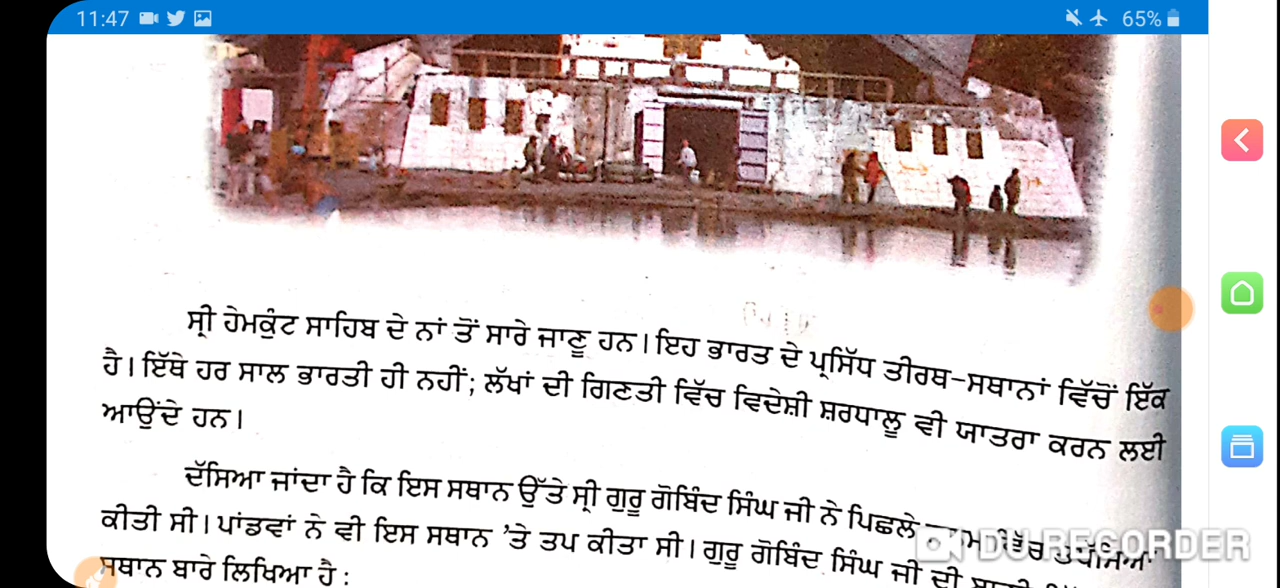 11:47
65%
ਸ੍ਰੀ ਹੇਮਕੁੰਟ ਸਾਹਿਬ ਦੇ ਨਾਂ ਤੋਂ ਸਾਰੇ ਜਾਣੂ ਹਨ। ਇਹ ਭਾਰਤ ਦੇ ਪ੍ਰਸਿੱਧ ਤੀਰਥ-ਸਥਾਨਾਂ ਵਿੱਚੋਂ ਇੱਕ
ਹੈ। ਇੱਥੇ ਹਰ ਸਾਲ ਭਾਰਤੀ ਹੀ ਨਹੀਂ; ਲੱਖਾਂ ਦੀ ਗਿਣਤੀ ਵਿੱਚ ਵਿਦੇਸ਼ੀ ਸ਼ਰਧਾਲੂ ਵੀ ਯਾਤਰਾ ਕਰਨ ਲਈ
ਆਉਂਦੇ ਹਨ।
ਦੱਸਿਆ ਜਾਂਦਾ ਹੈ ਕਿ ਇਸ ਸਥਾਨ ਉੱਤੇ ਸ੍ਰੀ ਗੁਰੂ ਗੋਬਿੰਦ ਸਿੰਘ ਜੀ ਨੇ ਪਿਛਲੇ
ਕੀਤੀ ਸੀ। ਪਾਂਡਵਾਂ ਨੇ ਵੀ ਇਸ ਸਥਾਨ 'ਤੇ ਤਪ ਕੀਤਾ ਸੀ। ਗੁਰੂ ਗੋਬਿੰਦ ਸਿੰਘ ਜੀ ਦੀ
ਸਥਾਨ ਬਾਰੇ ਲਿਖਿਆ ਹੈ :
DU RECORDER